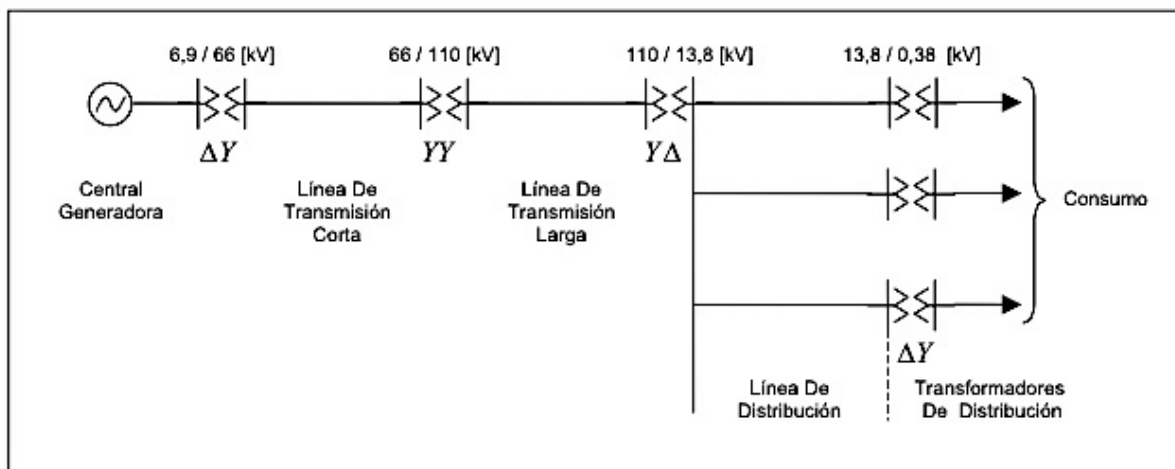 6,9 / 66 [kV]
66 / 110 [kV]
110 / 13,8 [kV]
13,8 / 0,38 [kV]
ΔY
YY
YΔ
Central
Generadora
Línea De
Transmisión
Corta
Línea De
Transmisión
Larga
Consumo
ΔY
Línea De
Distribución
Transformadores
De Distribución